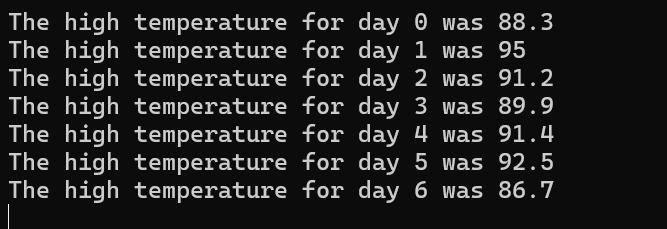 The high temperature for day 0 was 88.3
The high temperature for day 1 was 95
The high temperature for day 2 was 91.2
The high temperature for day 3 was 89.9
The high temperature for day 4 was 91.4
The high temperature for day 5 was 92.5
The high temperature for day 6 was 86.7